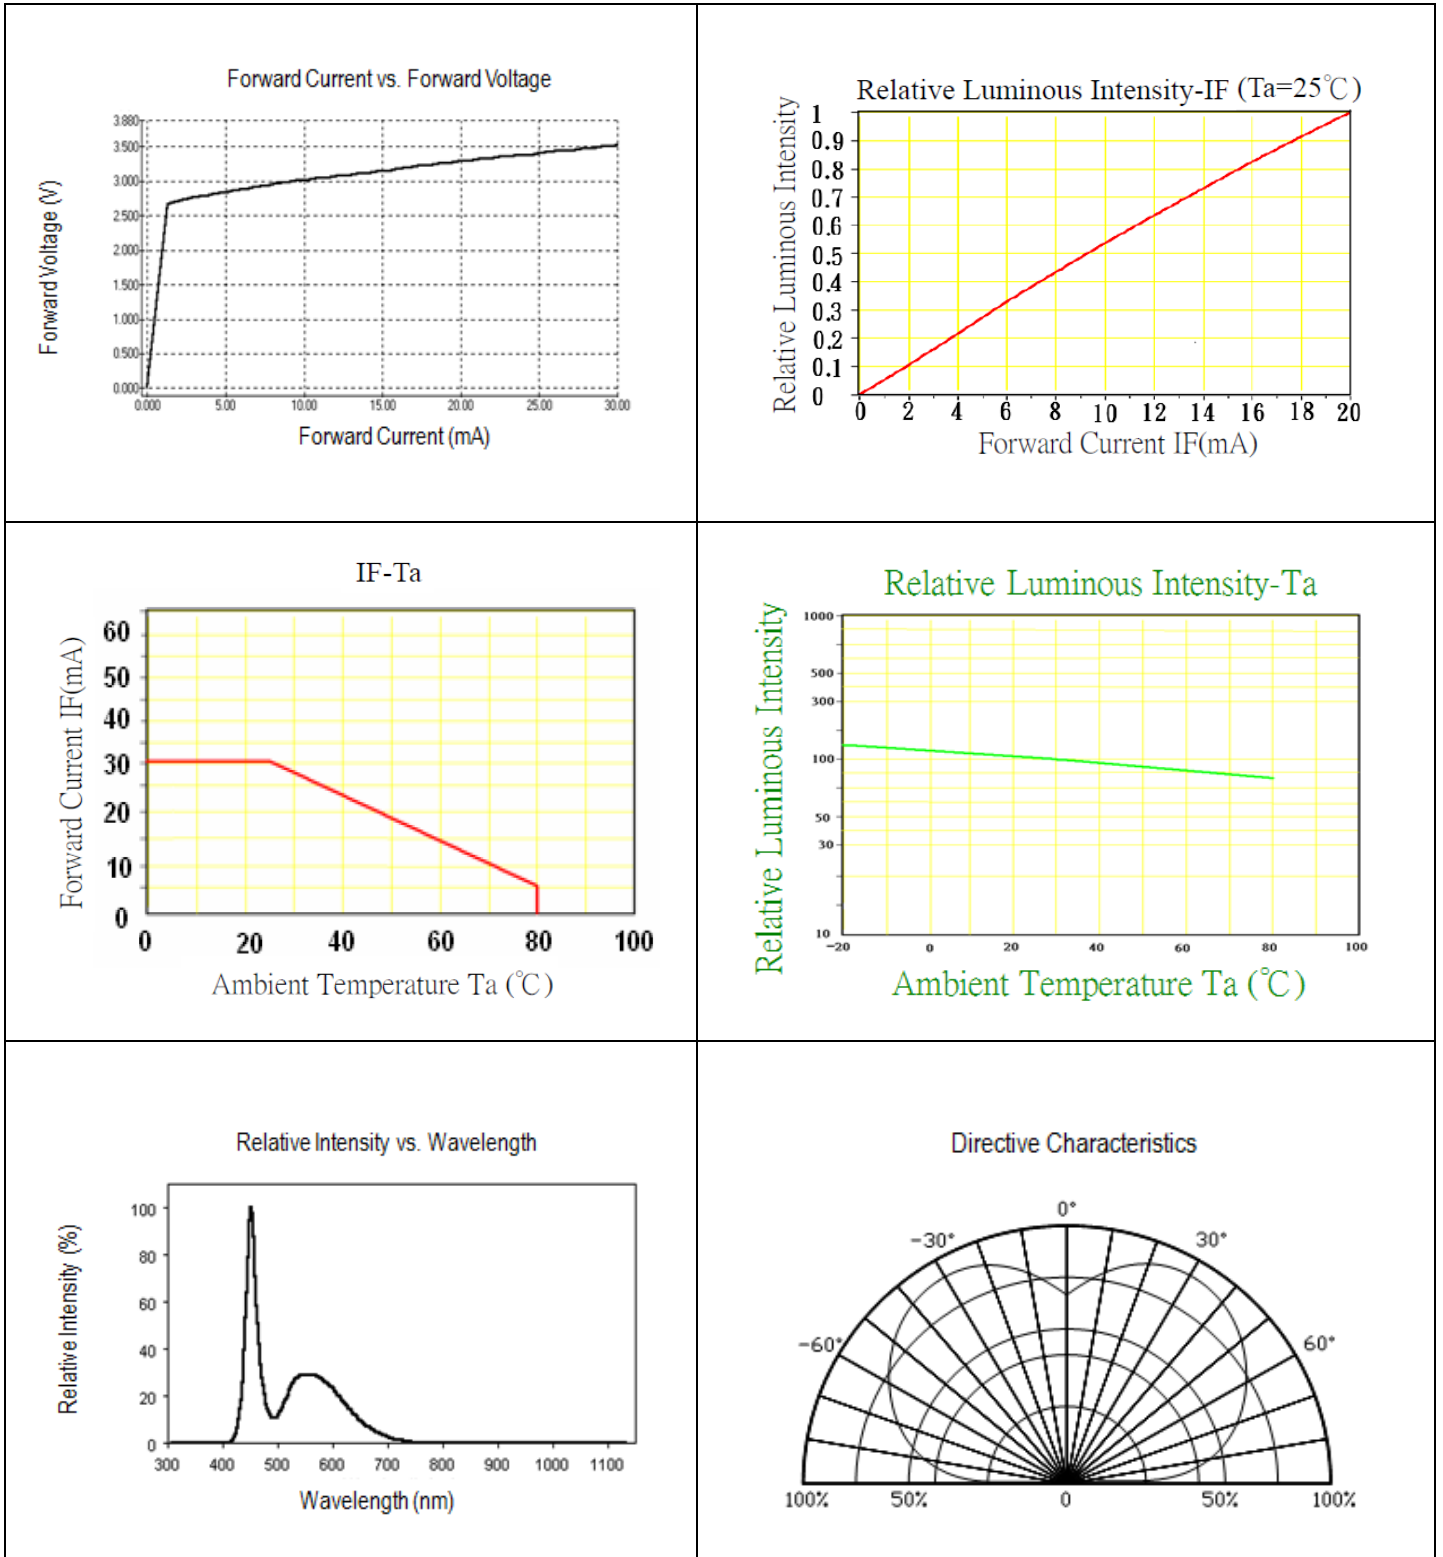 Forward Current vs. Forward Voltage
Forward Voltage (V)
3.880
3.500
3.000
2.500
2.000
1.500
1.000
0.500
0.000
0.000 5.00 10.00 15.00 20.00 25.00 30.00
Forward Current (mA)
Relative Luminous Intensity-IF (Ta=25℃)
Relative Luminous Intensity
1
0.9
0.8
0.7
0.6
0.5
0.4
0.3
0.2
0.1
0
0 2 4 6 8 10 12 14 16 18 20
Forward Current IF(mA)
IF-Ta
Forward Current IF(mA)
60
50
40
30
20
10
0
0 20 40 60 80 100
Ambient Temperature Ta (℃)
Relative Luminous Intensity-Ta
Relative Luminous Intensity
1000
500
300
100
50
30
10
-20 0 20 40 60 80 100
Ambient Temperature Ta (℃)
Relative Intensity vs. Wavelength
Relative Intensity (%)
100
80
60
40
20
0
300 400 500 600 700 800 900 1000 1100
Wavelength (nm)
Directive Characteristics
0°
-30° 30°
-60° 60°
100% 50% 0 50% 100%